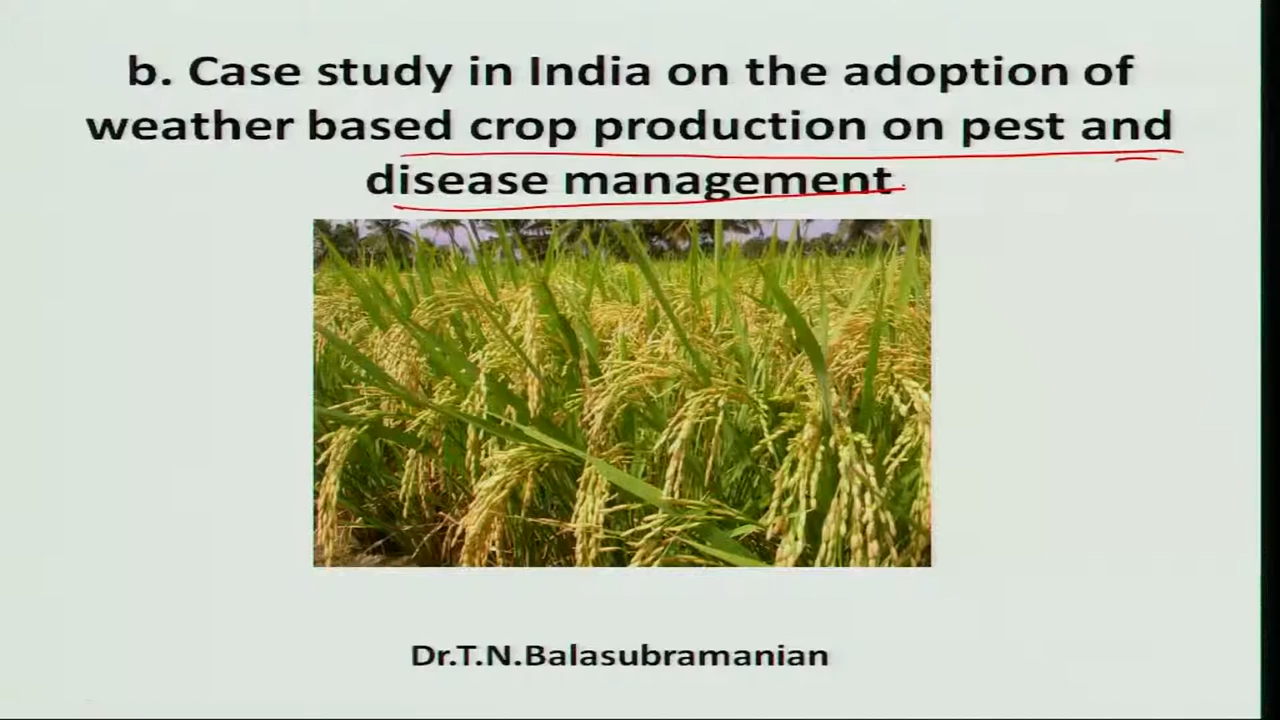 b. Case study in India on the adoption of
weather based crop production on pest and
disease management
Dr.T.N.Balasubramanian